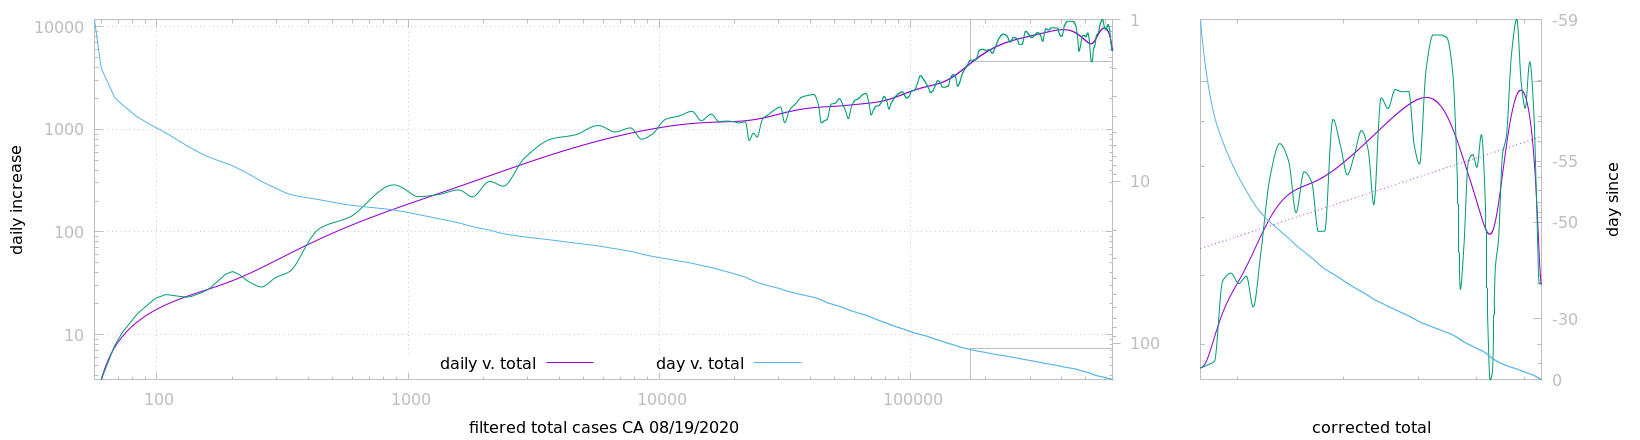 10000
1000
100
10
daily increase
100
1000
10000
100000
filtered total cases CA 08/19/2020
daily v. total
day v. total
1
10
100
-59
-55
-50
-30
0
day since
corrected total